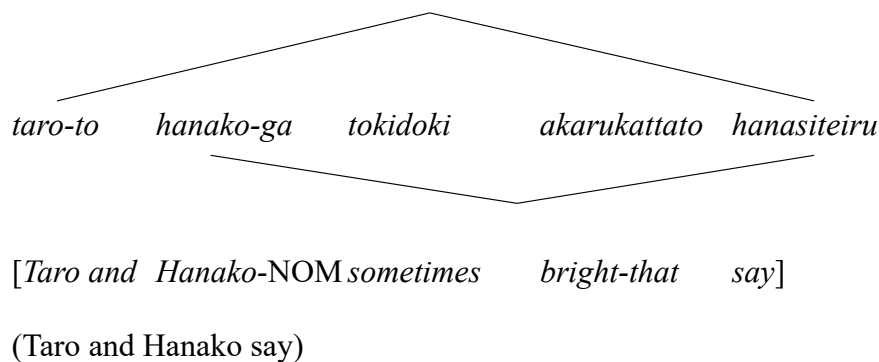 taro-to hanako-ga tokidoki akarukattato hanasiteiru
[Taro and Hanako-NOM sometimes bright-that say]
(Taro and Hanako say)